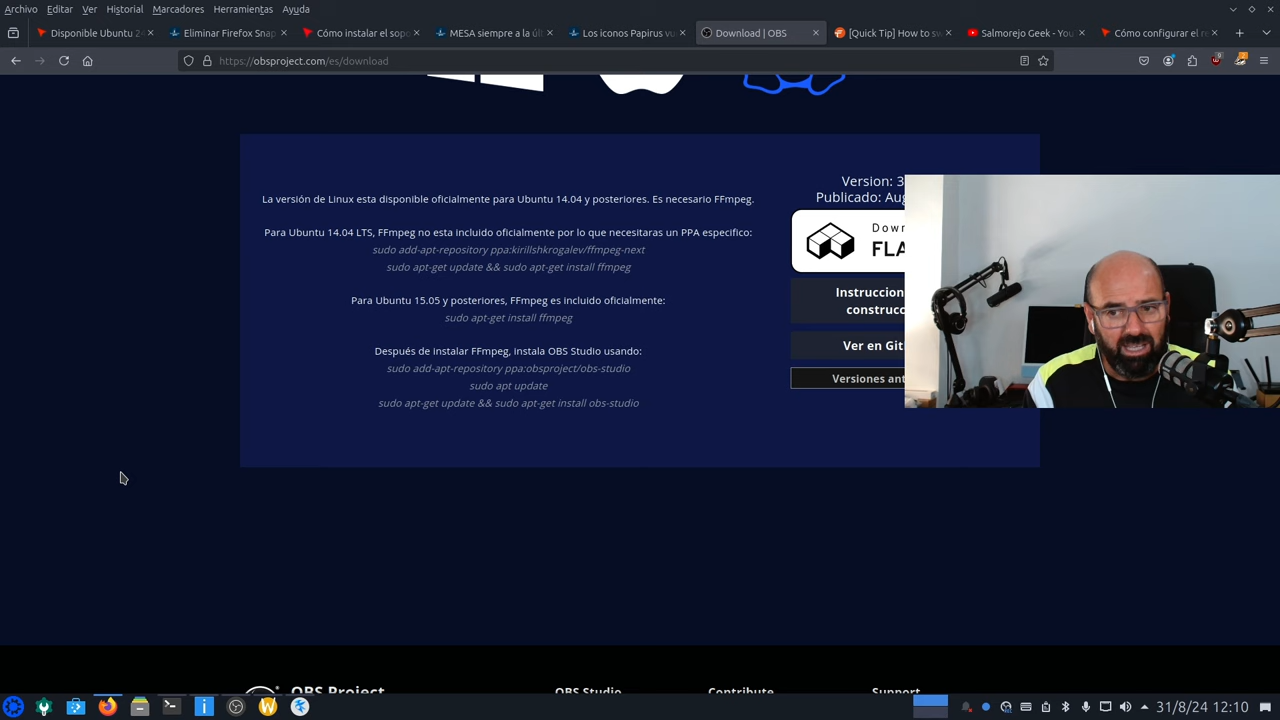 Archivo Editar Ver Historial Marcadores Herramientas Ayuda
Disponible Ubuntu 24
Eliminar Firefox Snap
Cómo instalar el sopo
MESA siempre a la últ
Los iconos Papirus vu
Download | OBS
[Quick Tip] How to sw
Salmorejo Geek - You
Cómo configurar el re
https://obsproject.com/es/download
La versión de Linux esta disponible oficialmente para Ubuntu 14.04 y posteriores. Es necesario FFmpeg.
Para Ubuntu 14.04 LTS, FFmpeg no esta incluido oficialmente por lo que necesitaras un PPA especifico:
sudo add-apt-repository ppa:kirillshkrogalev/ffmpeg-next
sudo apt-get update && sudo apt-get install ffmpeg
Para Ubuntu 15.05 y posteriores, FFmpeg es incluido oficialmente:
sudo apt-get install ffmpeg
Después de instalar FFmpeg, instala OBS Studio usando:
sudo add-apt-repository ppa:obsproject/obs-studio
sudo apt update
sudo apt-get update && sudo apt-get install obs-studio
Version: 3
Publicado: Aug
Down
FLA
Instruccion
construcc
Ver en Git
Versiones ant
OBS Project
OBS Studio
Contribute
Support
31/8/24 12:10